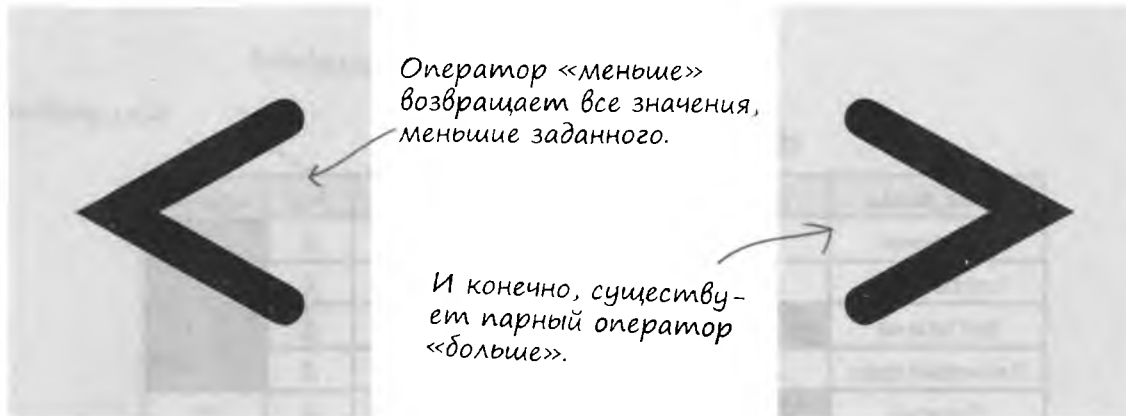 Оператор «меньше»
возвращает все значения,
меньшие заданного.
И конечно, существу-
ет парный оператор
«больше».